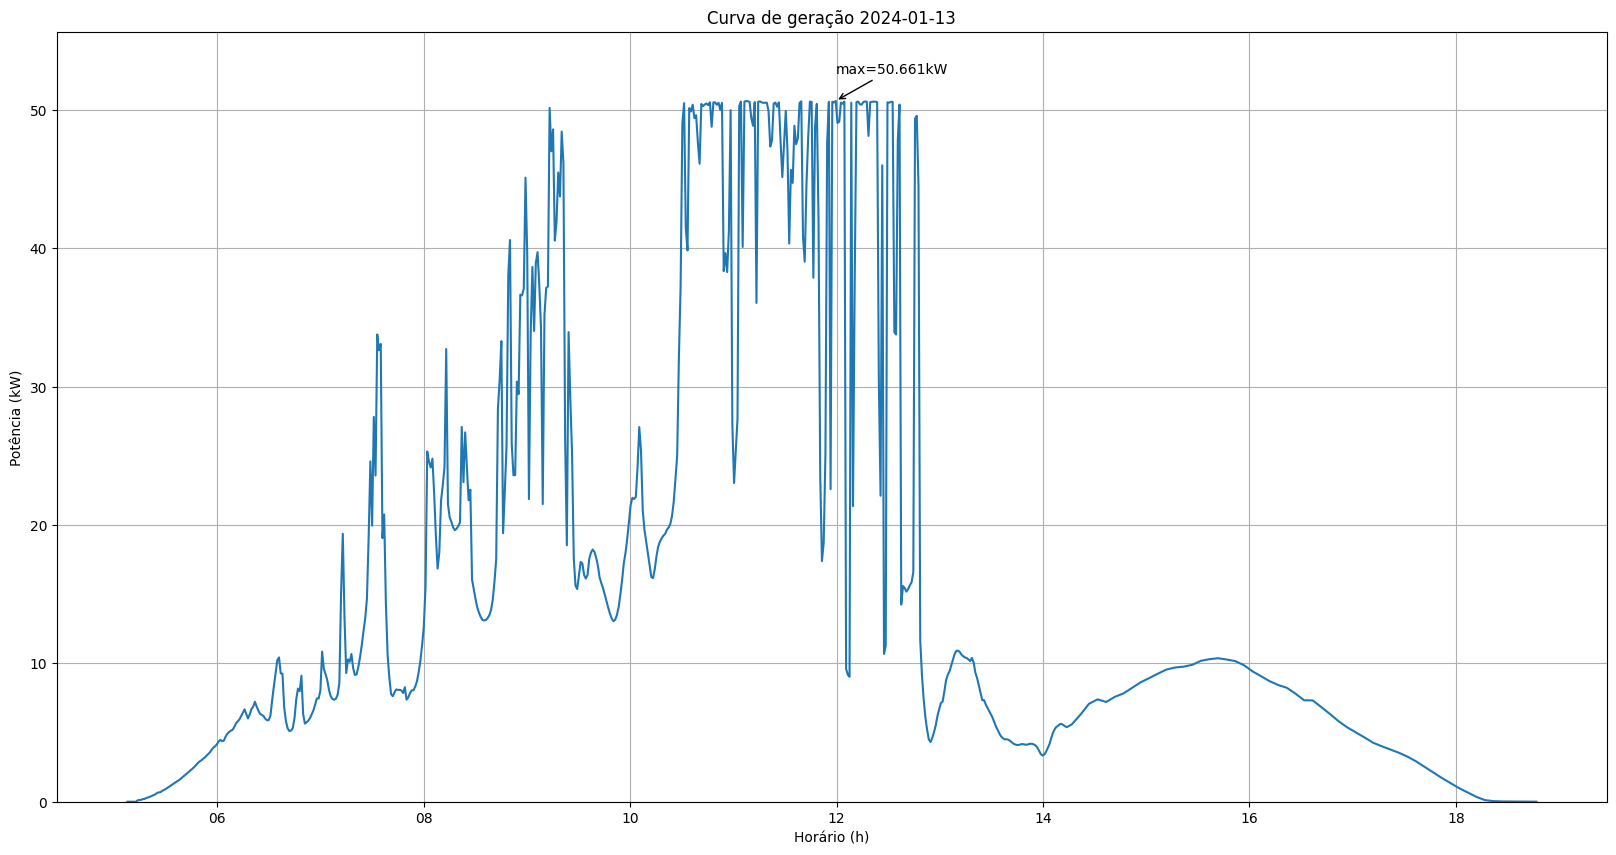 Curva de geração 2024-01-13
max=50.661kW
Potência (kW)
50
40
30
20
10
0
06 08 10 12 14 16 18
Horário (h)